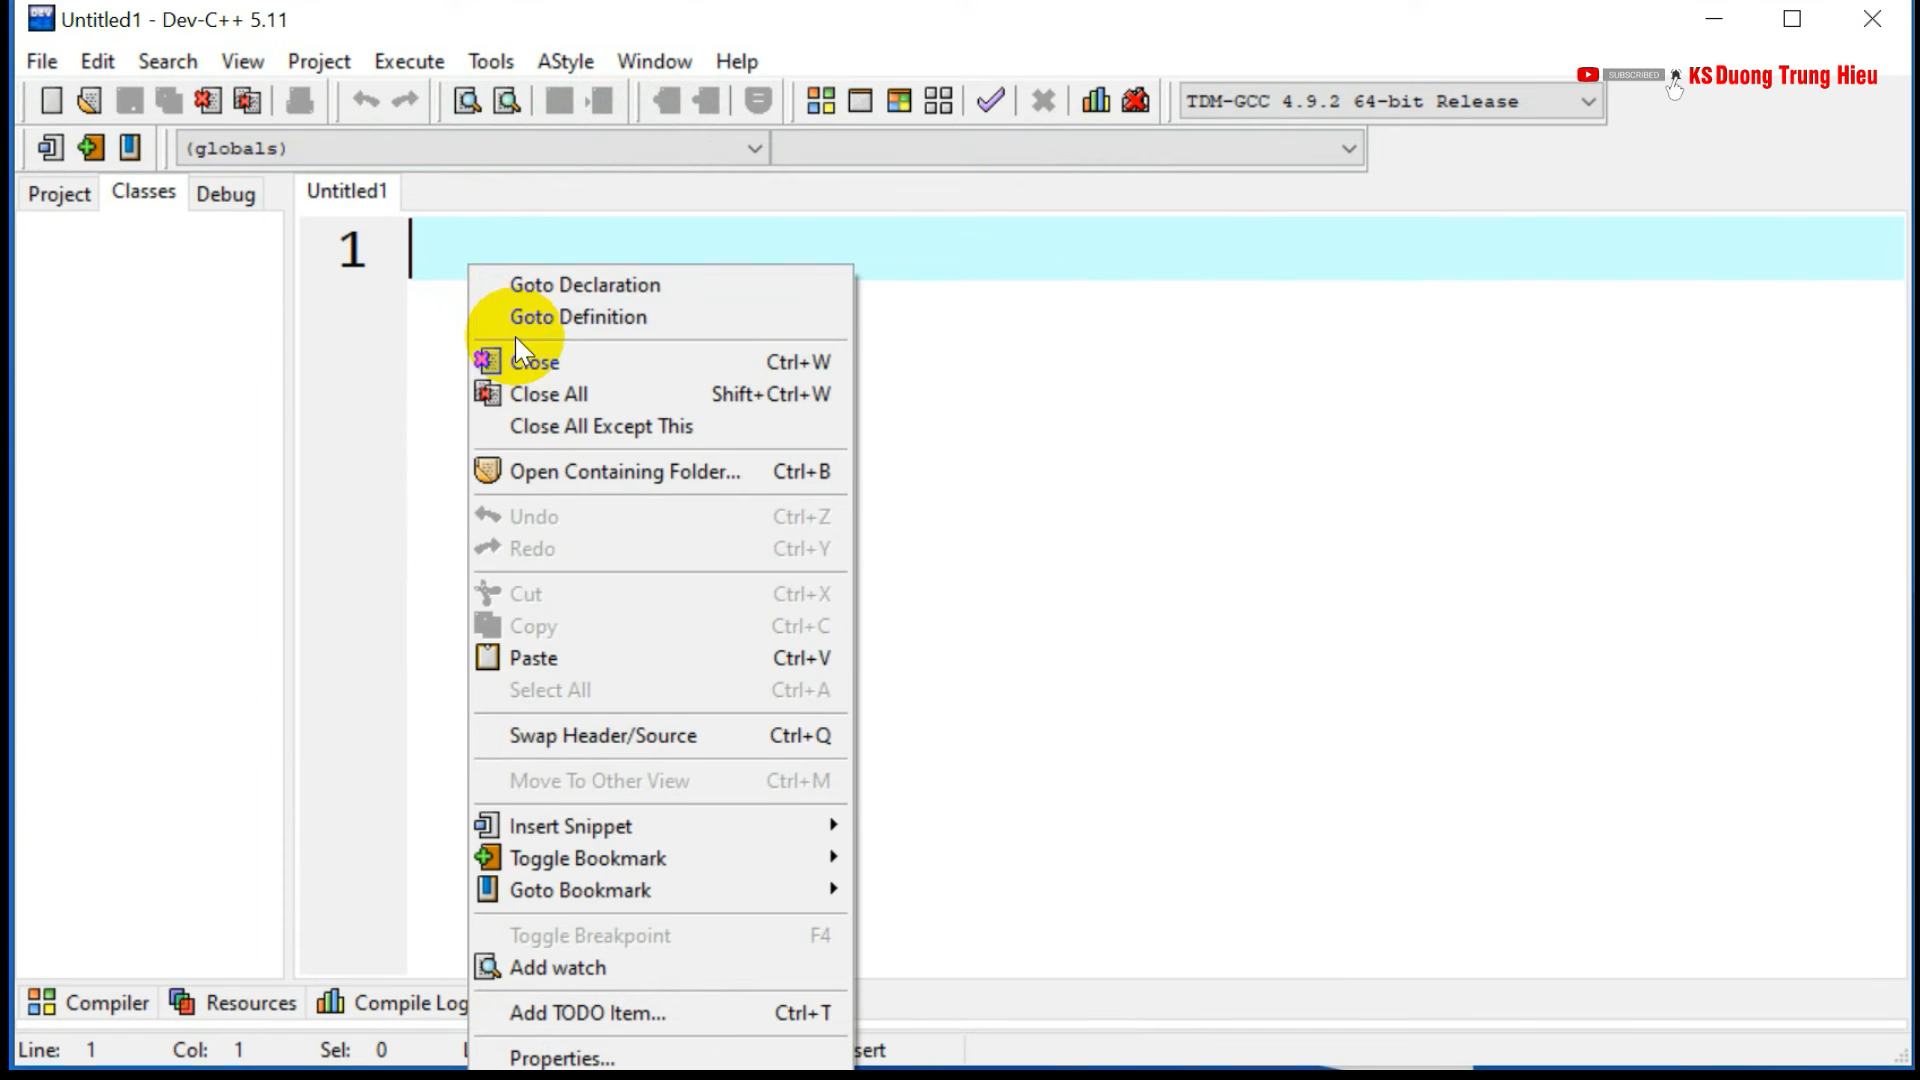 Untitled1 - Dev-C++ 5.11
File Edit Search View Project Execute Tools AStyle Window Help
SUBSCRIBED KS Duong Trung Hieu
TDM-GCC 4.9.2 64-bit Release
(globals)
Project Classes Debug Untitled1
1
Goto Declaration
Goto Definition
Close Ctrl+W
Close All Shift+Ctrl+W
Close All Except This
Open Containing Folder... Ctrl+B
Undo Ctrl+Z
Redo Ctrl+Y
Cut Ctrl+X
Copy Ctrl+C
Paste Ctrl+V
Select All Ctrl+A
Swap Header/Source Ctrl+Q
Move To Other View Ctrl+M
Insert Snippet
Toggle Bookmark
Goto Bookmark
Toggle Breakpoint F4
Add watch
Add TODO Item... Ctrl+T
Properties...
Compiler Resources Compile Log
Line: 1 Col: 1 Sel: 0 sert